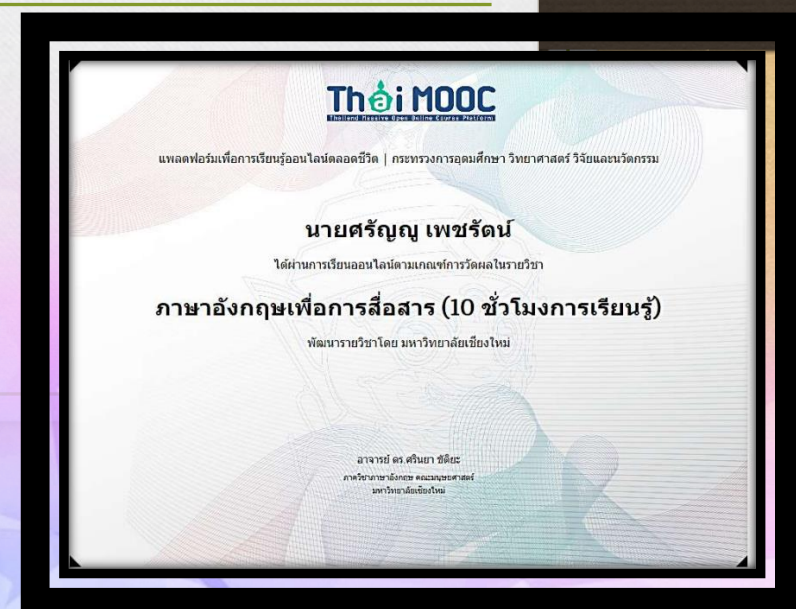 Thai MOOC
Thailand Massive Open Online Course Platform
แพลตฟอร์มเพื่อการเรียนรู้ออนไลน์ตลอดชีวิต | กระทรวงการอุดมศึกษา วิทยาศาสตร์ วิจัยและนวัตกรรม
นายศรัญญู เพชรัตน์
ได้ผ่านการเรียนออนไลน์ตามเกณฑ์การวัดผลในรายวิชา
ภาษาอังกฤษเพื่อการสื่อสาร (10 ชั่วโมงการเรียนรู้)
พัฒนารายวิชาโดย มหาวิทยาลัยเชียงใหม่
อาจารย์ ดร.ศรินยา ขัติยะ
ภาควิชาภาษาอังกฤษ คณะมนุษยศาสตร์
มหาวิทยาลัยเชียงใหม่